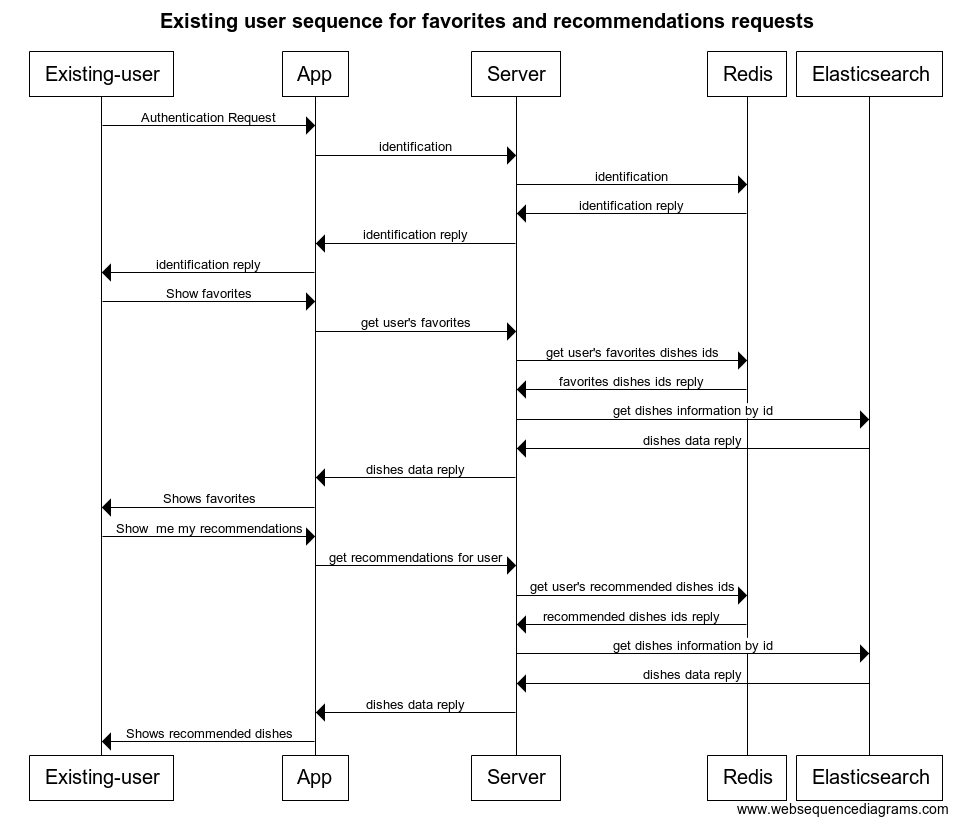 Existing user sequence for favorites and recommendations requests
Existing-user
App
Server
Redis
Elasticsearch
Authentication Request
identification
identification
identification reply
identification reply
identification reply
Show favorites
get user's favorites
get user's favorites dishes ids
favorites dishes ids reply
get dishes information by id
dishes data reply
dishes data reply
Shows favorites
Show  me my recommendations
get recommendations for user
get user's recommended dishes ids
recommended dishes ids reply
get dishes information by id
dishes data reply
dishes data reply
Shows recommended dishes
Existing-user
App
Server
Redis
Elasticsearch
www.websequencediagrams.com